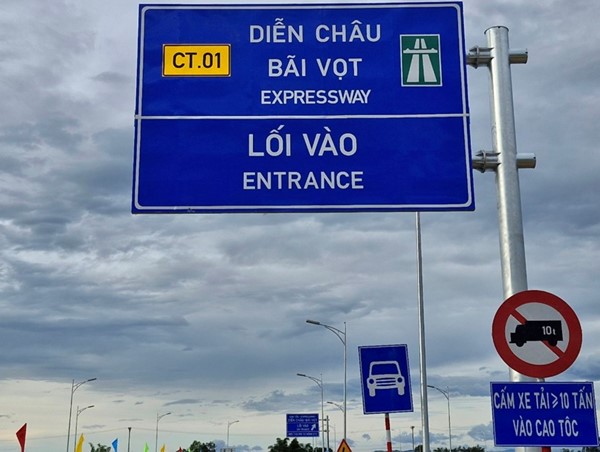 DIỄN CHÂU
CT.01
BÃI VỌT
EXPRESSWAY
LỐI VÀO
ENTRANCE
10t
CẤM XE TẢI ≥10 TẤN
VÀO CAO TỐC